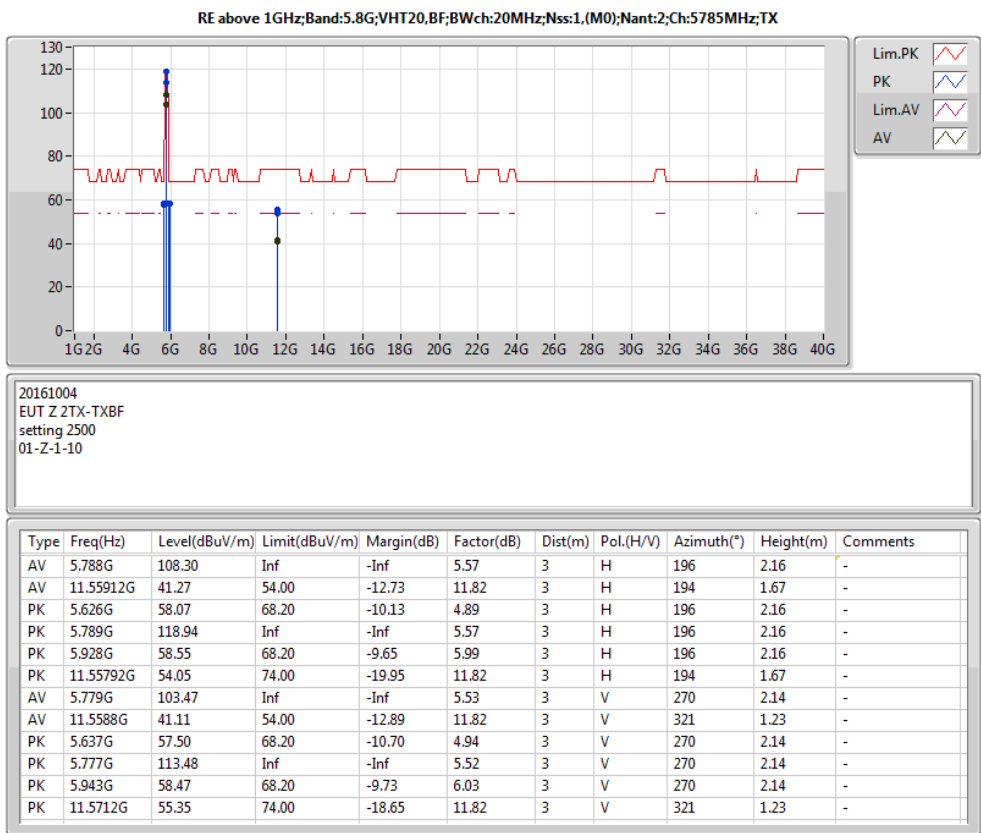 RE above 1GHz;Band:5.8G;VHT20,BF;BWch:20MHz;Nss:1,(M0);Nant:2;Ch:5785MHz;TX
130
120
100
80
60
40
20
0
1G 2G 4G 6G 8G 10G 12G 14G 16G 18G 20G 22G 24G 26G 28G 30G 32G 34G 36G 38G 40G
Lim.PK
PK
Lim.AV
AV
20161004
EUT Z 2TX-TXBF
setting 2500
01-Z-1-10
Type Freq(Hz) Level(dBuV/m) Limit(dBuV/m) Margin(dB) Factor(dB) Dist(m) Pol.(H/V) Azimuth(°) Height(m) Comments
AV 5.788G 108.30 Inf -Inf 5.57 3 H 196 2.16 -
AV 11.55912G 41.27 54.00 -12.73 11.82 3 H 194 1.67 -
PK 5.626G 58.07 68.20 -10.13 4.89 3 H 196 2.16 -
PK 5.789G 118.94 Inf -Inf 5.57 3 H 196 2.16 -
PK 5.928G 58.55 68.20 -9.65 5.99 3 H 196 2.16 -
PK 11.55792G 54.05 74.00 -19.95 11.82 3 H 194 1.67 -
AV 5.779G 103.47 Inf -Inf 5.53 3 V 270 2.14 -
AV 11.5588G 41.11 54.00 -12.89 11.82 3 V 321 1.23 -
PK 5.637G 57.50 68.20 -10.70 4.94 3 V 270 2.14 -
PK 5.777G 113.48 Inf -Inf 5.52 3 V 270 2.14 -
PK 5.943G 58.47 68.20 -9.73 6.03 3 V 270 2.14 -
PK 11.5712G 55.35 74.00 -18.65 11.82 3 V 321 1.23 -